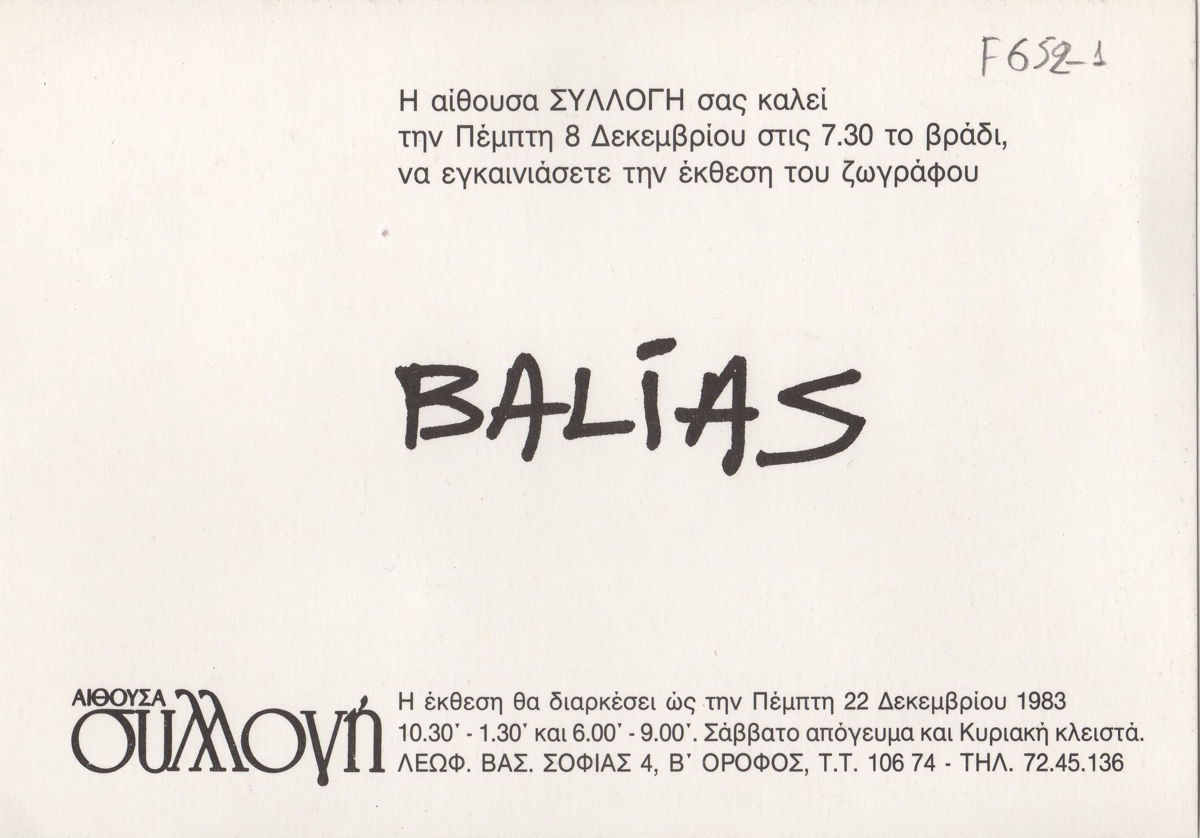 F652-1
Η αίθουσα ΣΥΛΛΟΓΗ σας καλεί
την Πέμπτη 8 Δεκεμβρίου στις 7.30 το βράδι,
να εγκαινιάσετε την έκθεση του ζωγράφου
BALIAS
ΑΙΘΟΥΣΑ
συλλογή
Η έκθεση θα διαρκέσει ώς την Πέμπτη 22 Δεκεμβρίου 1983
10.30΄ - 1.30΄ και 6.00΄ - 9.00΄. Σάββατο απόγευμα και Κυριακή κλειστά.
ΛΕΩΦ. ΒΑΣ. ΣΟΦΙΑΣ 4, Β΄ ΟΡΟΦΟΣ, Τ.Τ. 106 74 - ΤΗΛ. 72.45.136